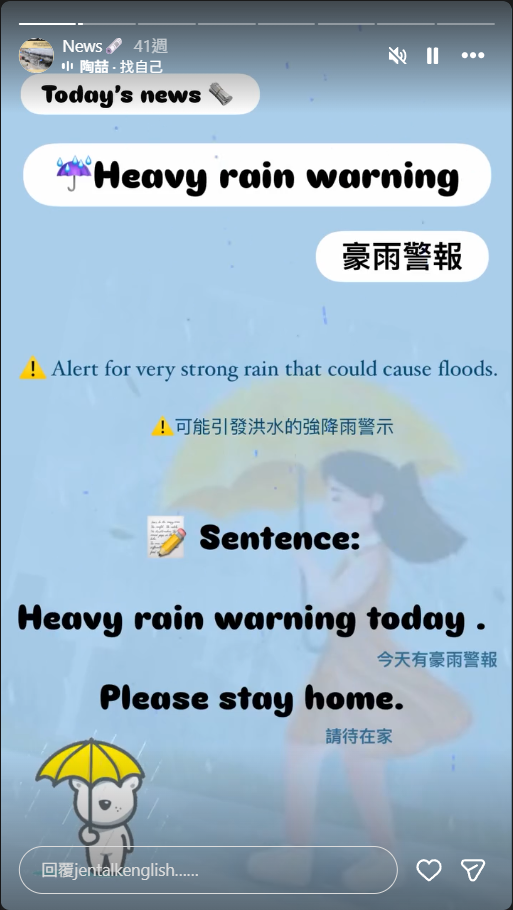 News 41週
陶喆 · 找自己
Today's news
Heavy rain warning
豪雨警報
Alert for very strong rain that could cause floods.
可能引發洪水的強降雨警示
Sentence:
Heavy rain warning today .
今天有豪雨警報
Please stay home.
請待在家
回覆jentalkenglish......